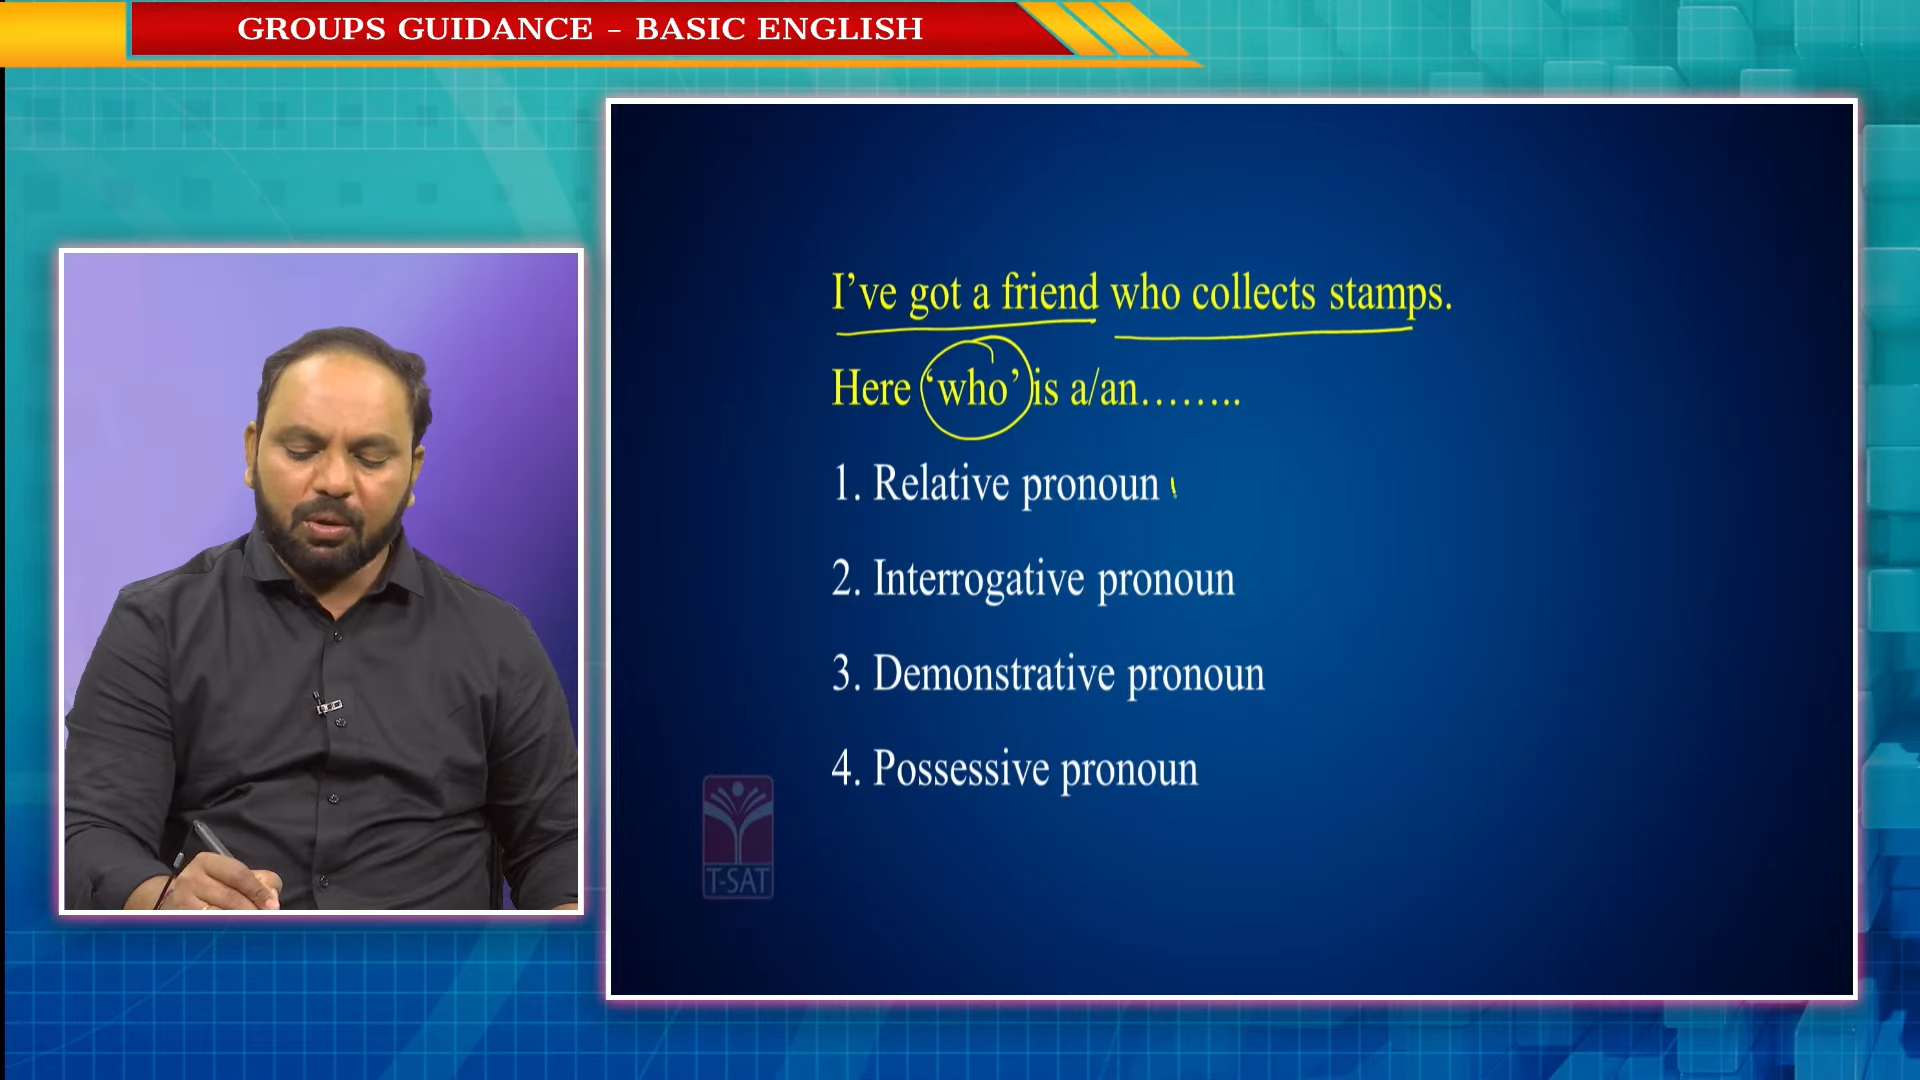 GROUPS GUIDANCE - BASIC ENGLISH
I’ve got a friend who collects stamps.
Here ‘who’ is a/an……..
1. Relative pronoun
2. Interrogative pronoun
3. Demonstrative pronoun
4. Possessive pronoun
T-SAT